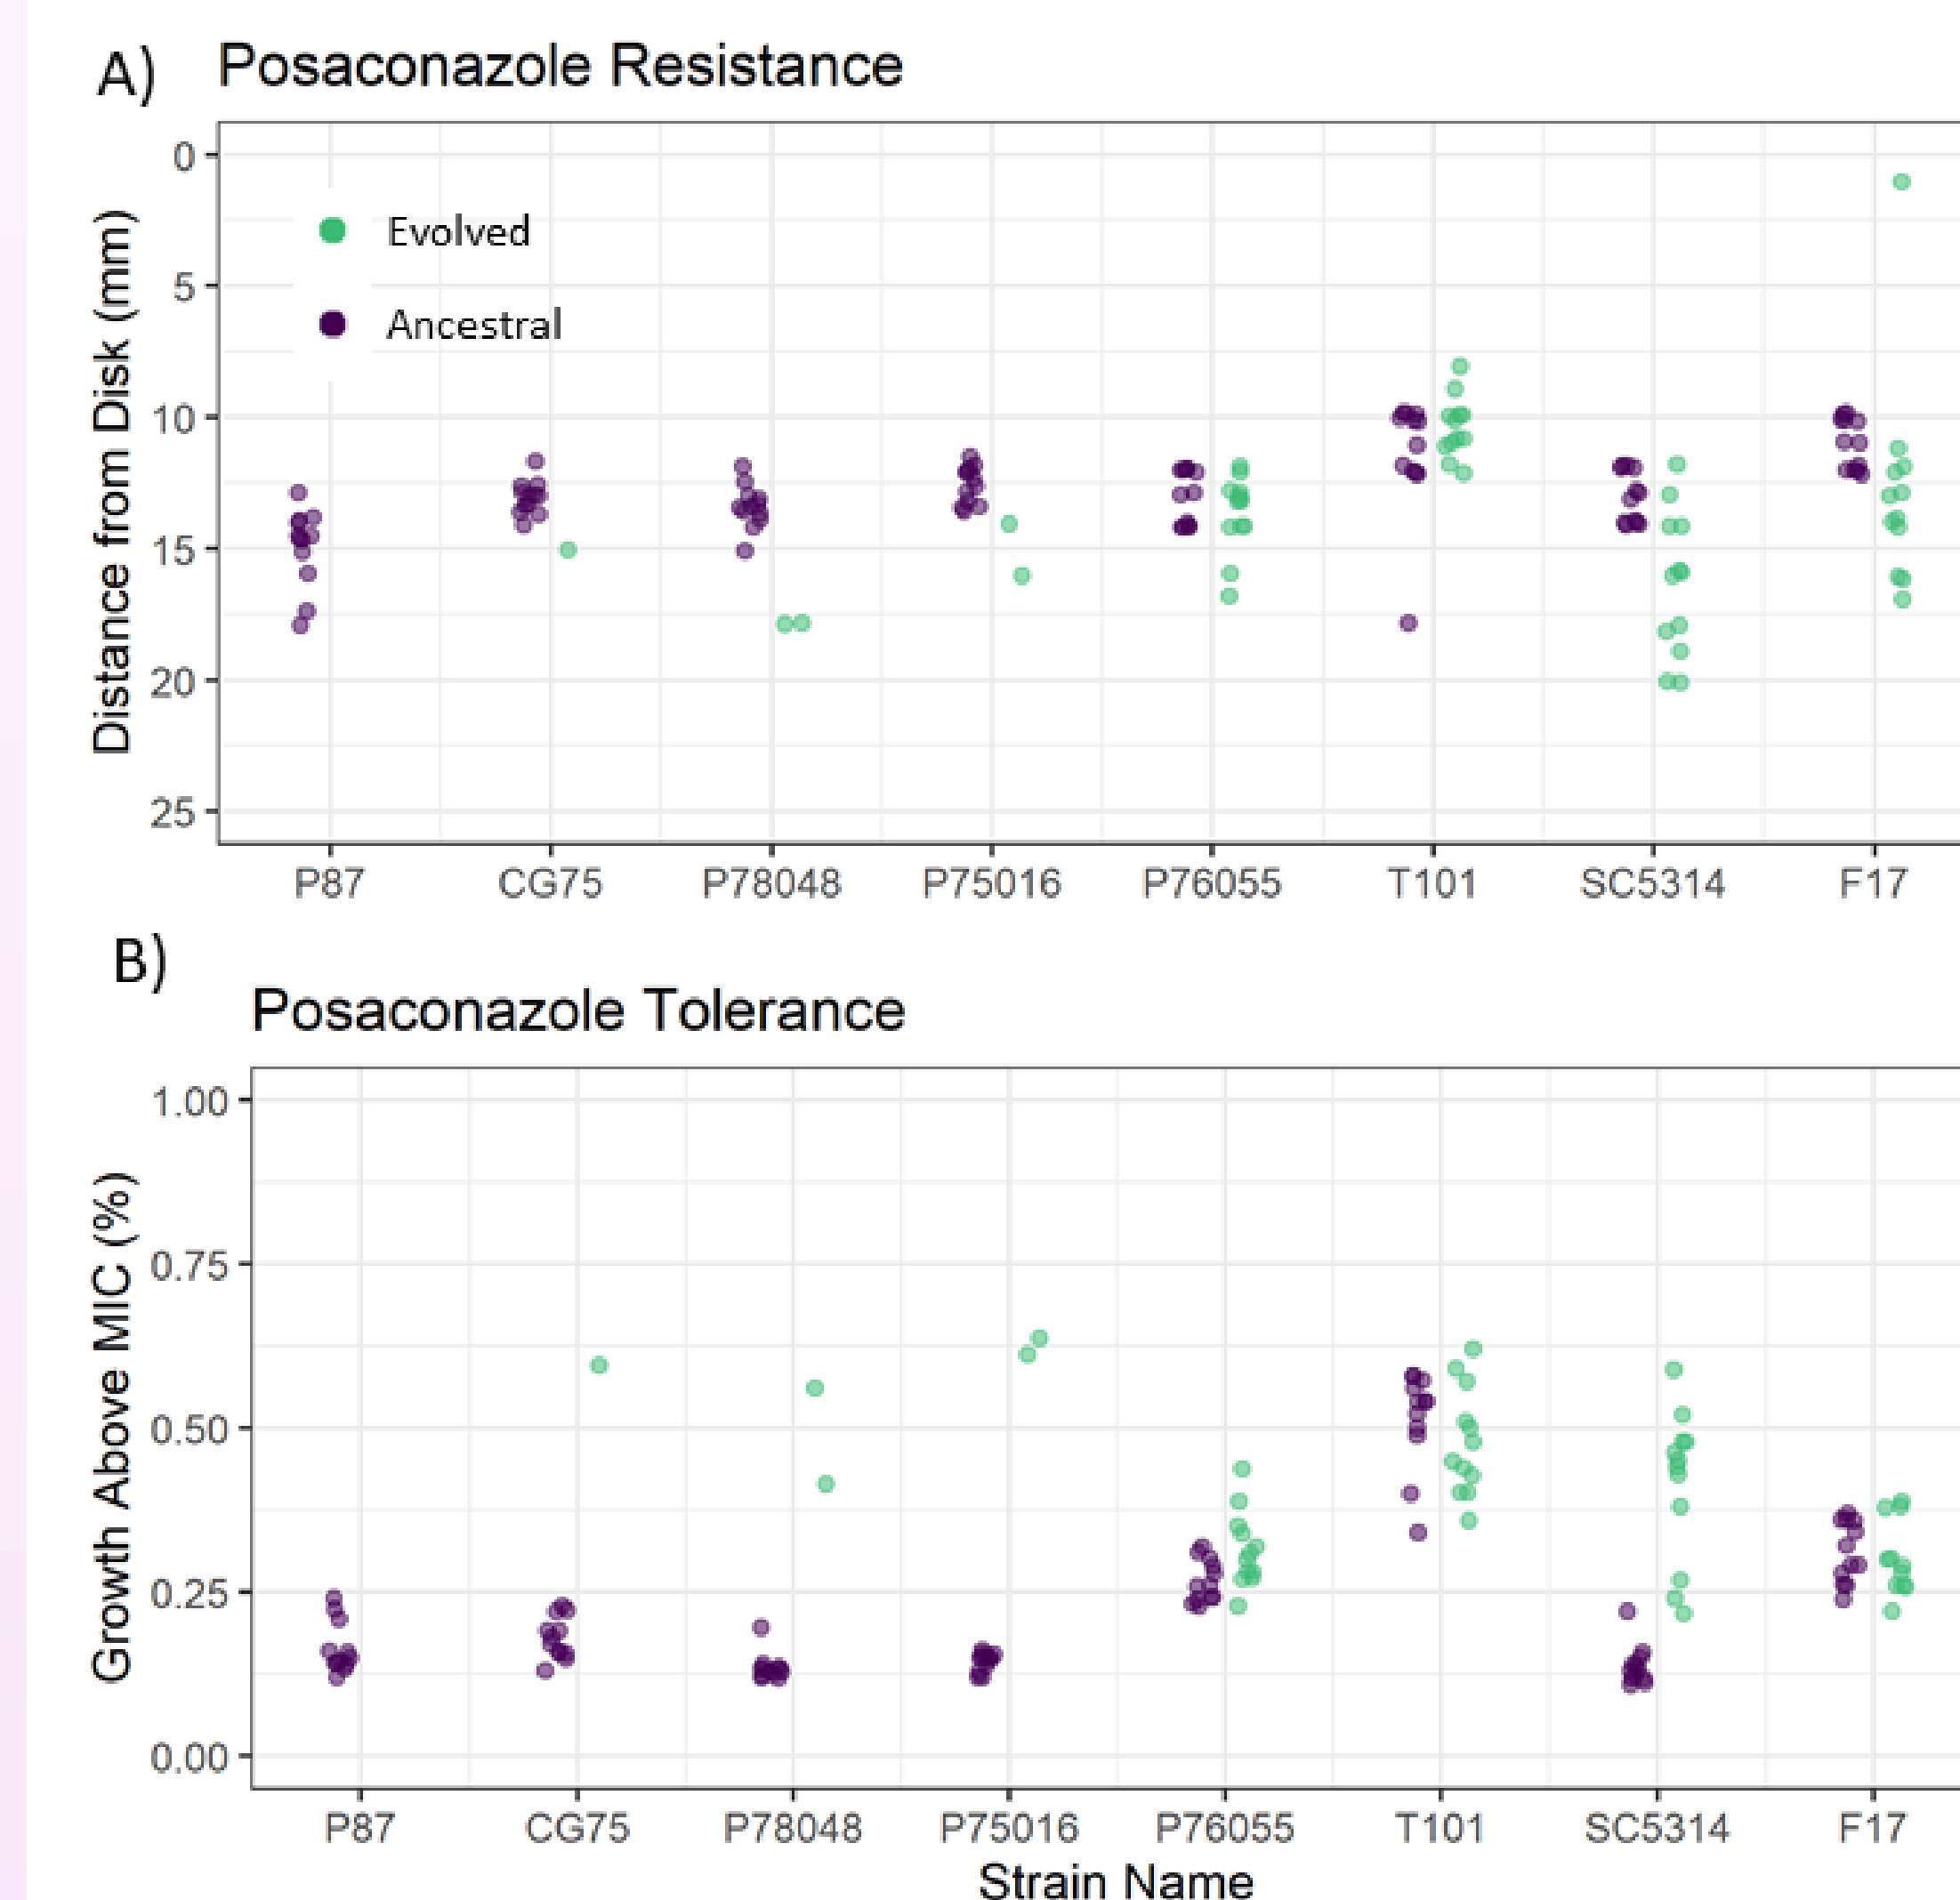 A) Posaconazole Resistance
Distance from Disk (mm)
0
5
10
15
20
25
Evolved
Ancestral
P87 CG75 P78048 P75016 P76055 T101 SC5314 F17
B)
Posaconazole Tolerance
Growth Above MIC (%)
1.00
0.75
0.50
0.25
0.00
P87 CG75 P78048 P75016 P76055 T101 SC5314 F17
Strain Name